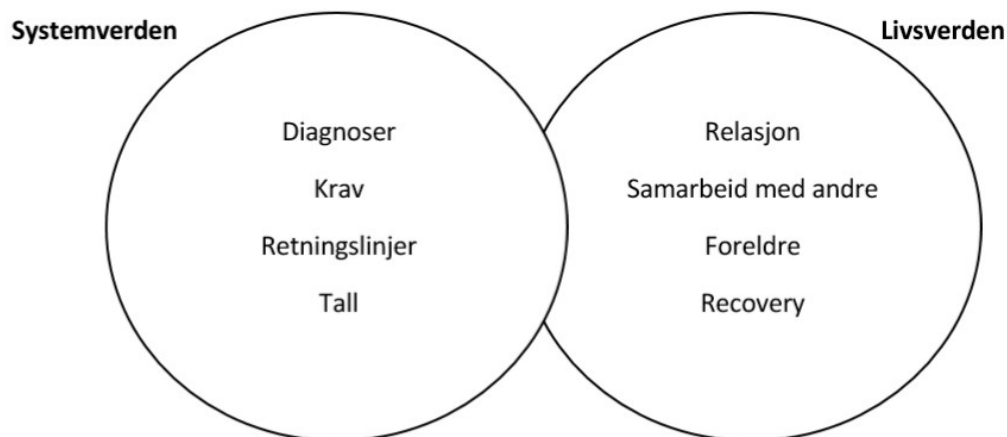 Systemverden
Livsverden
Diagnoser
Krav
Retningslinjer
Tall
Relasjon
Samarbeid med andre
Foreldre
Recovery